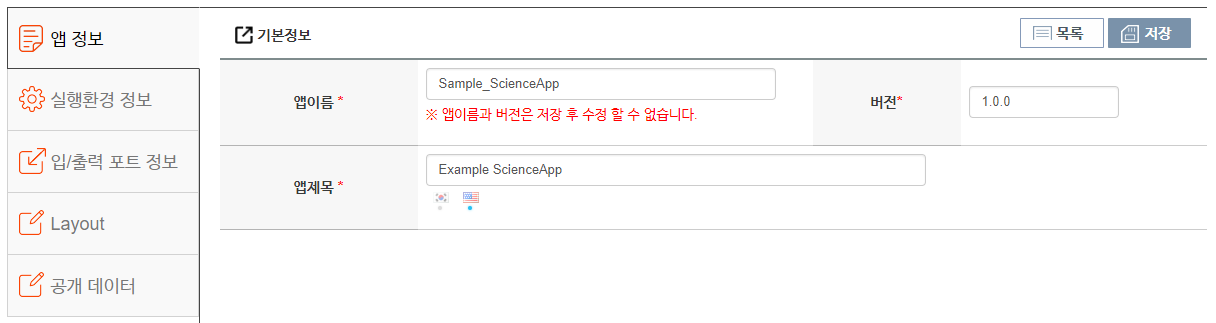 앱 정보
실행환경 정보
입/출력 포트 정보
Layout
공개 데이터
기본정보
목록
저장
앱이름 *
Sample_ScienceApp
※ 앱이름과 버전은 저장 후 수정 할 수 없습니다.
버전*
1.0.0
앱제목 *
Example ScienceApp